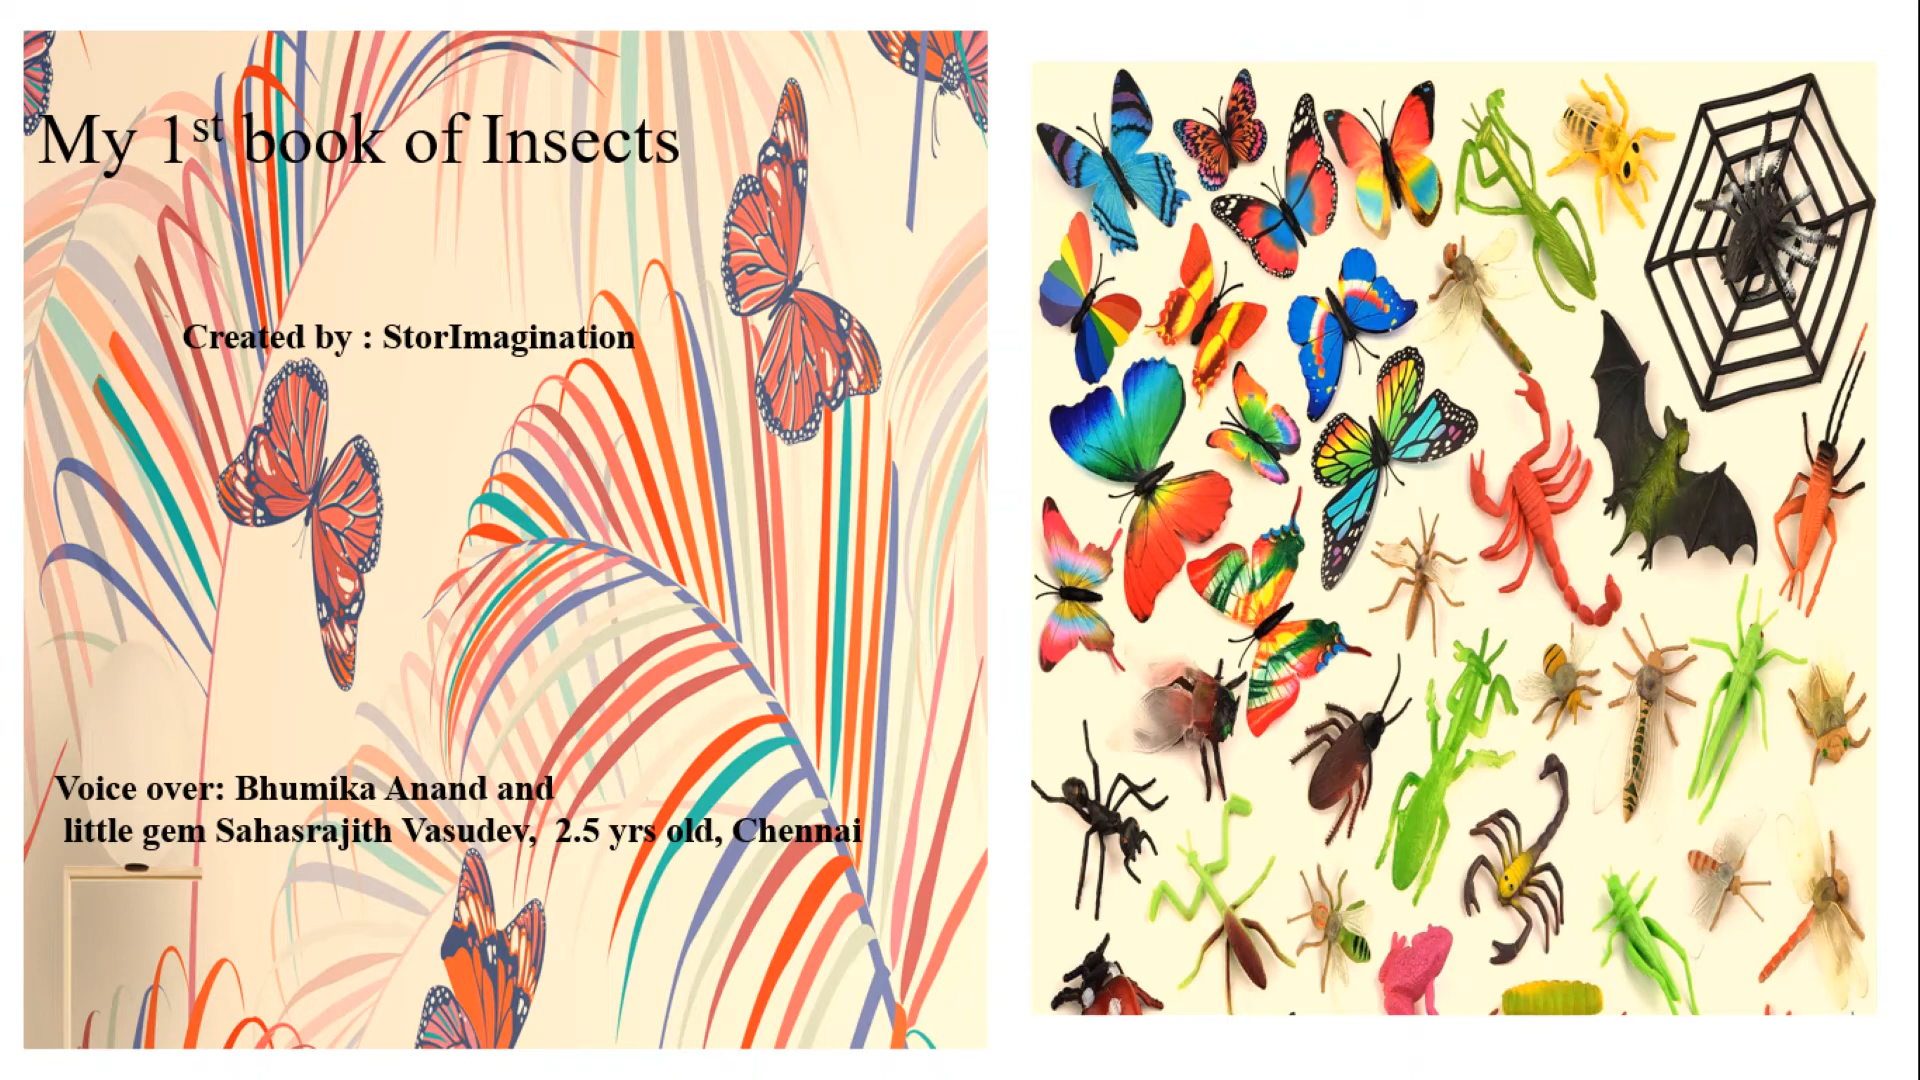 My 1st book of Insects
Created by : StorImagination
Voice over: Bhumika Anand and
little gem Sahasrajith Vasudev, 2.5 yrs old, Chennai